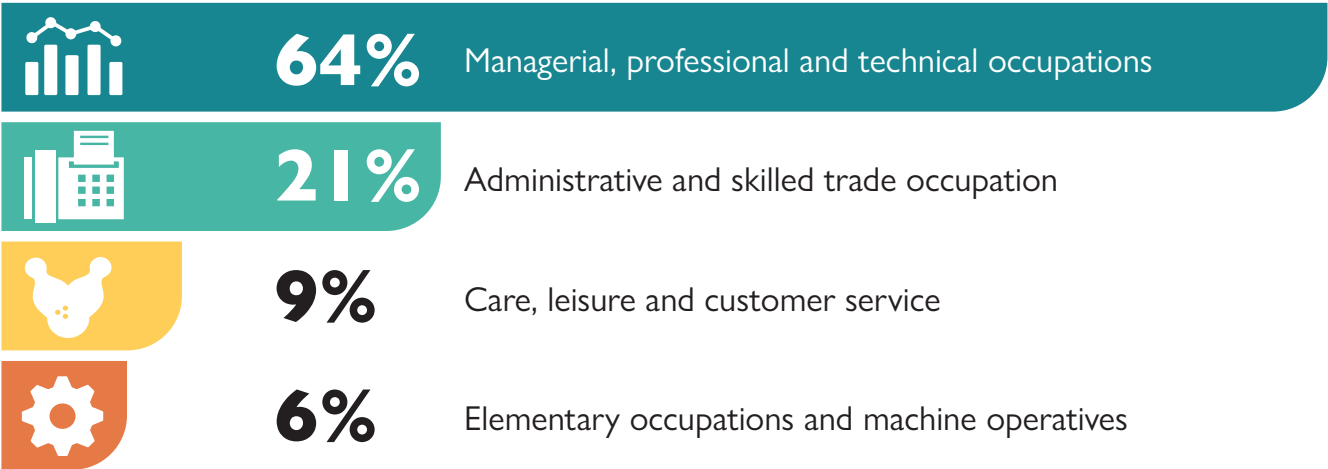 64% Managerial, professional and technical occupations
21% Administrative and skilled trade occupation
9% Care, leisure and customer service
6% Elementary occupations and machine operatives